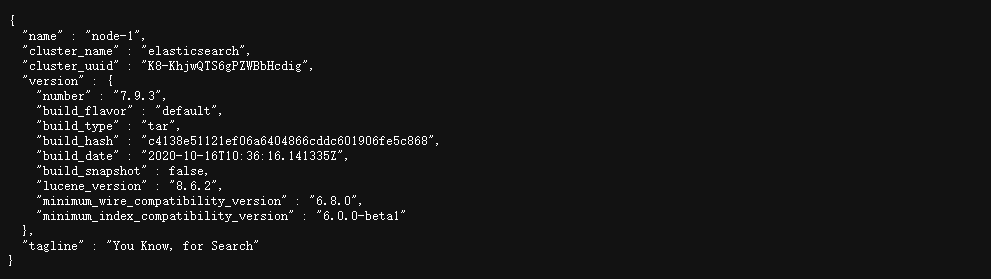 {
"name" : "node-1",
"cluster_name" : "elasticsearch",
"cluster_uuid" : "K8-KhjwQTS6gPZWBbHcdig",
"version" : {
"number" : "7.9.3",
"build_flavor" : "default",
"build_type" : "tar",
"build_hash" : "c4138e51121ef06a6404866cddc601906fe5c868",
"build_date" : "2020-10-16T10:36:16.141335Z",
"build_snapshot" : false,
"lucene_version" : "8.6.2",
"minimum_wire_compatibility_version" : "6.8.0",
"minimum_index_compatibility_version" : "6.0.0-beta1"
},
"tagline" : "You Know, for Search"
}